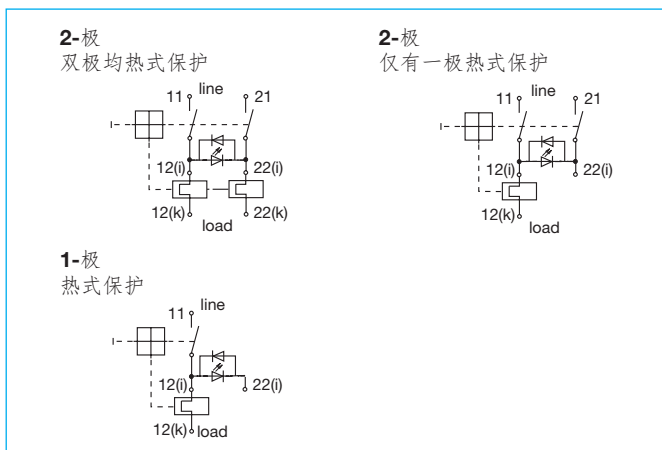 2-极
双极均热式保护
line
11 21
12(i) 22(i)
12(k) 22(k)
load
2-极
仅有一极热式保护
line
11 21
12(i) 22(i)
12(k)
load
1-极
热式保护
line
11
12(i) 22(i)
12(k) load